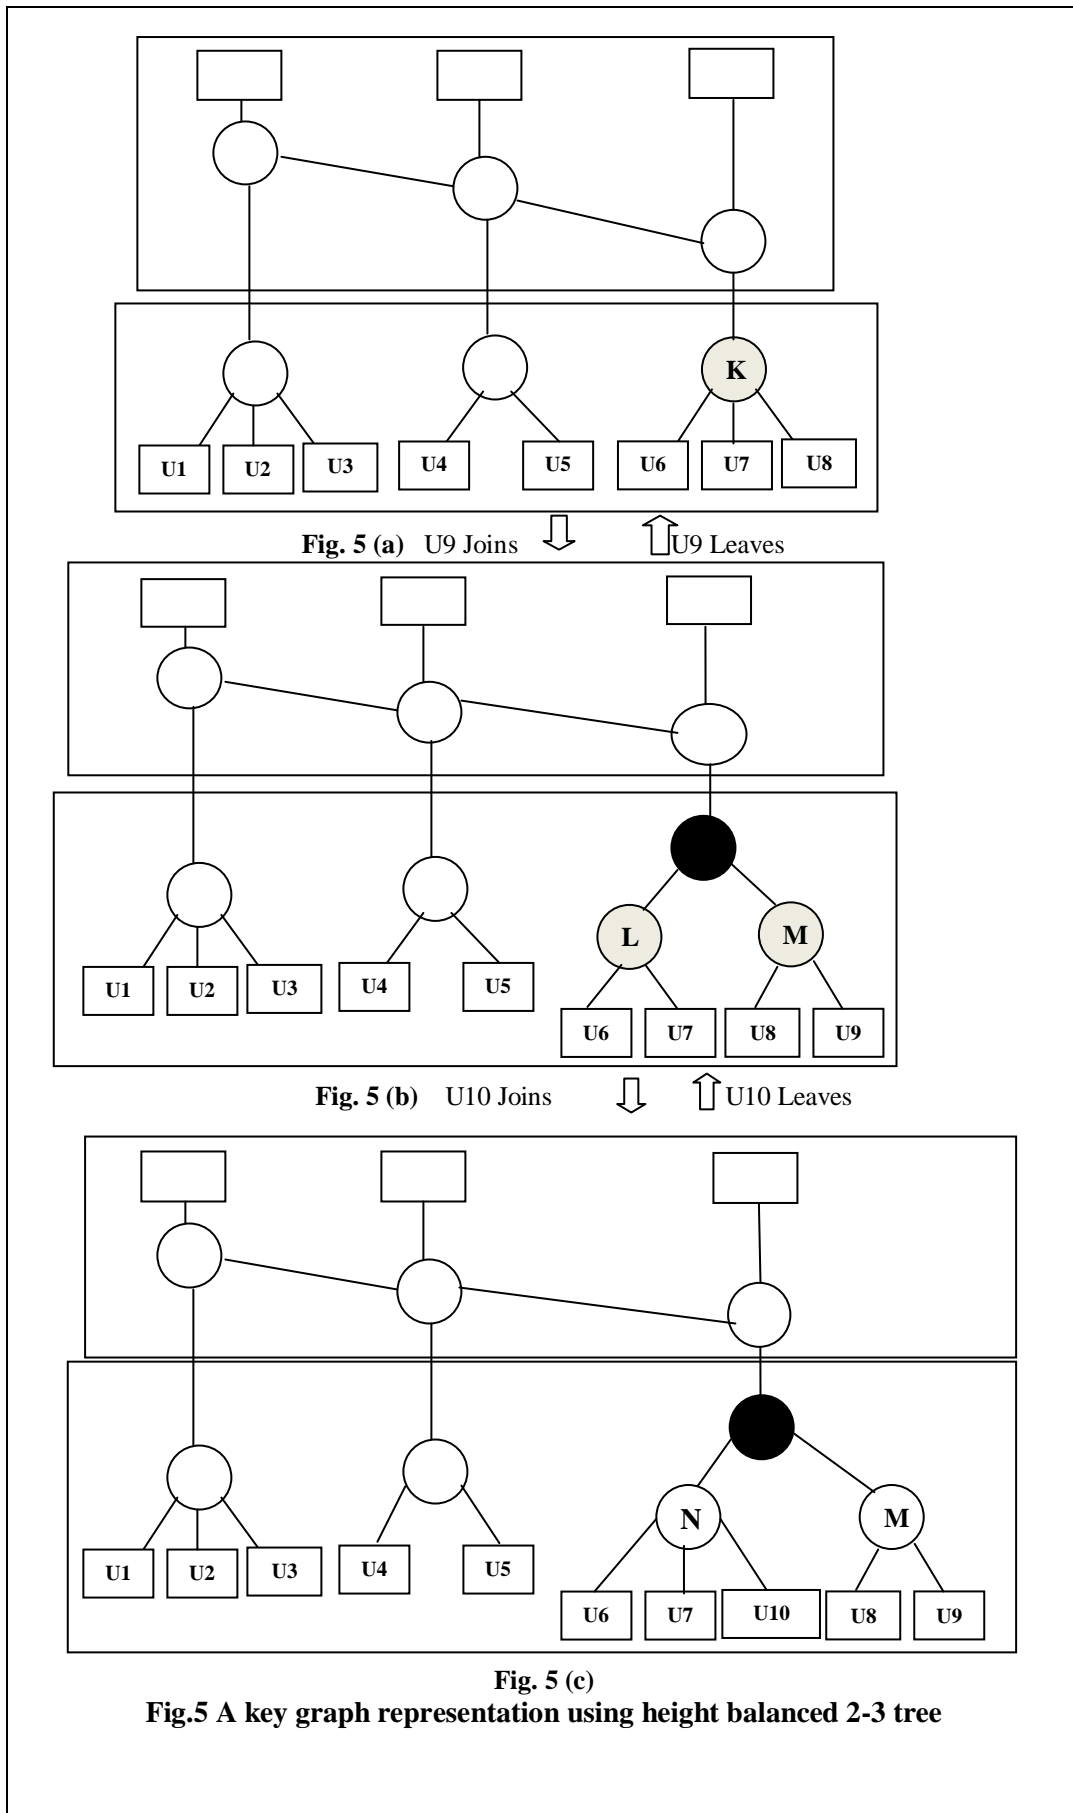 K
U1 U2 U3 U4 U5 U6 U7 U8
Fig. 5 (a) U9 Joins U9 Leaves
L M
U1 U2 U3 U4 U5 U6 U7 U8 U9
Fig. 5 (b) U10 Joins U10 Leaves
N M
U1 U2 U3 U4 U5 U6 U7 U10 U8 U9
Fig. 5 (c)
Fig.5 A key graph representation using height balanced 2-3 tree